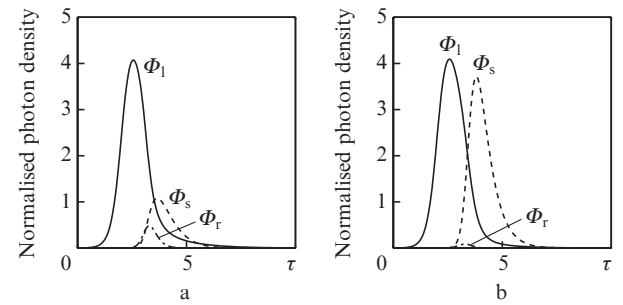 Normalised photon density
5
4
3
2
1
0
5
τ
Φl
Φs
Φr
a
Normalised photon density
5
4
3
2
1
0
5
τ
Φl
Φs
Φr
b